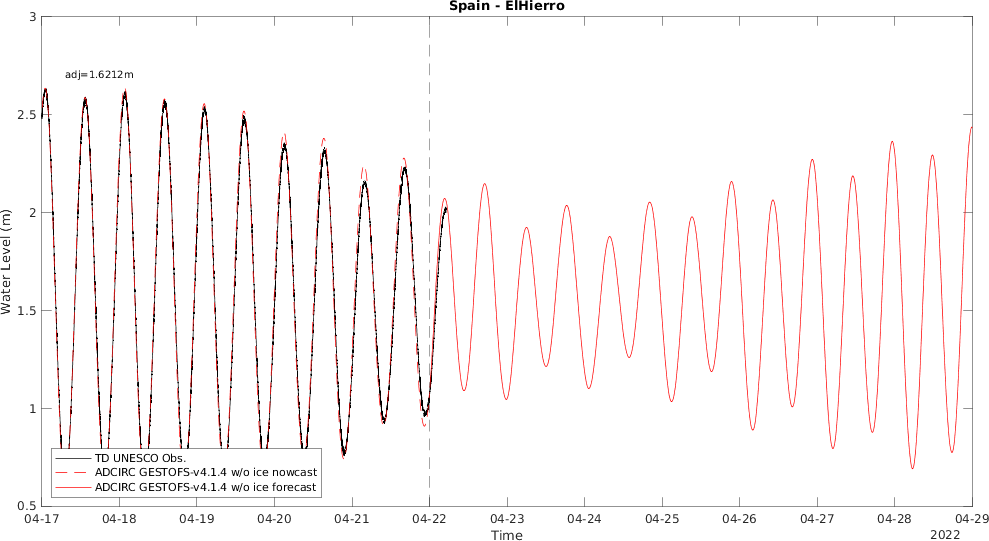 Spain - ElHierro
adj=1.6212m
Water Level (m)
3
2.5
2
1.5
1
0.5
TD UNESCO Obs.
ADCIRC GESTOFS-v4.1.4 w/o ice nowcast
ADCIRC GESTOFS-v4.1.4 w/o ice forecast
04-17 04-18 04-19 04-20 04-21 04-22 04-23 04-24 04-25 04-26 04-27 04-28 04-29
Time
2022